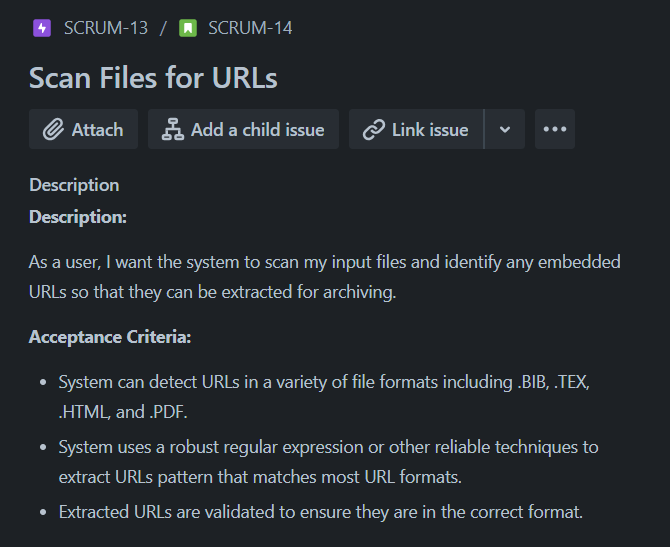 SCRUM-13 / SCRUM-14
Scan Files for URLs
Attach Add a child issue Link issue
Description
Description:
As a user, I want the system to scan my input files and identify any embedded
URLs so that they can be extracted for archiving.
Acceptance Criteria:
• System can detect URLs in a variety of file formats including .BIB, .TEX,
.HTML, and .PDF.
• System uses a robust regular expression or other reliable techniques to
extract URLs pattern that matches most URL formats.
• Extracted URLs are validated to ensure they are in the correct format.